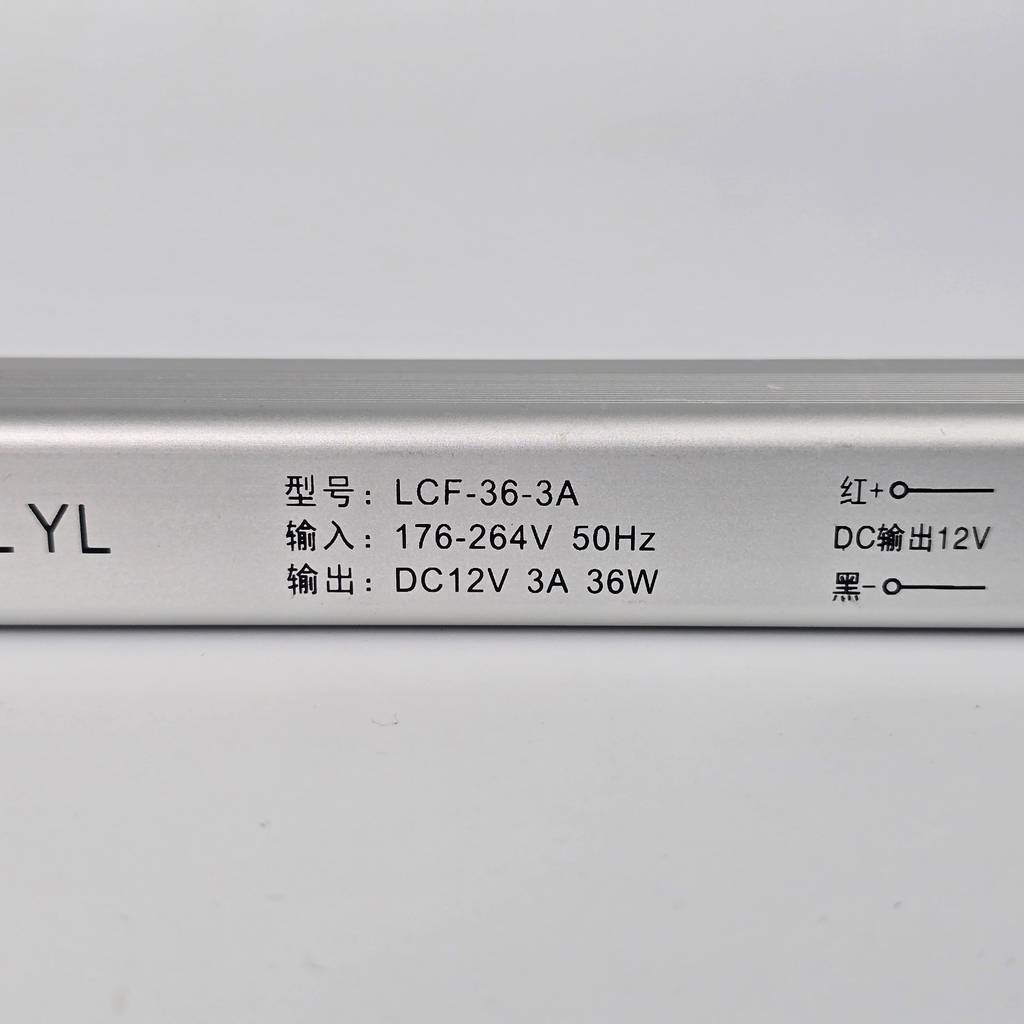 YL
型号：LCF-36-3A
输入：176-264V 50Hz
输出：DC12V 3A 36W
红+
DC输出12V
黑-